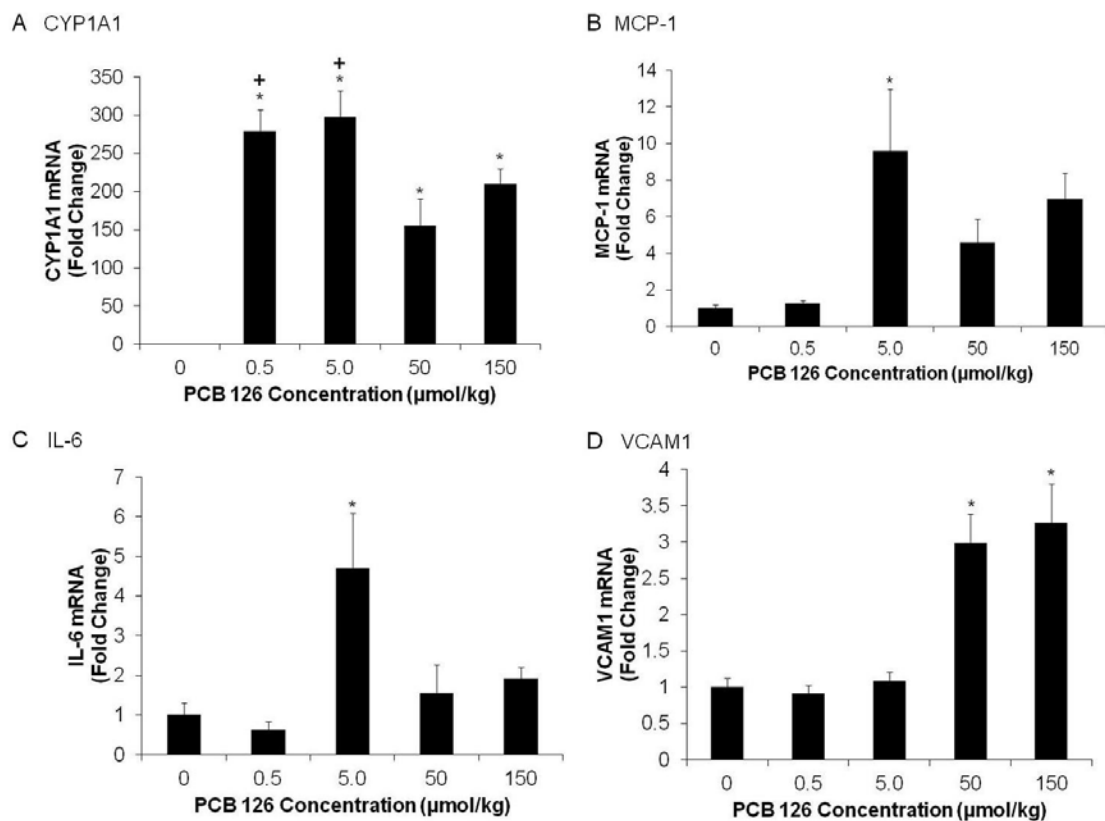 A CYP1A1
CYP1A1 mRNA
(Fold Change)
350
300
250
200
150
100
50
0
+
*
+
*
*
*
0 0.5 5.0 50 150
PCB 126 Concentration (µmol/kg)
B MCP-1
MCP-1 mRNA
(Fold Change)
14
12
10
8
6
4
2
0
*
0 0.5 5.0 50 150
PCB 126 Concentration (µmol/kg)
C IL-6
IL-6 mRNA
(Fold Change)
7
6
5
4
3
2
1
0
*
0 0.5 5.0 50 150
PCB 126 Concentration (µmol/kg)
D VCAM1
VCAM1 mRNA
(Fold Change)
4
3.5
3
2.5
2
1.5
1
0.5
0
*
*
0 0.5 5.0 50 150
PCB 126 Concentration (µmol/kg)